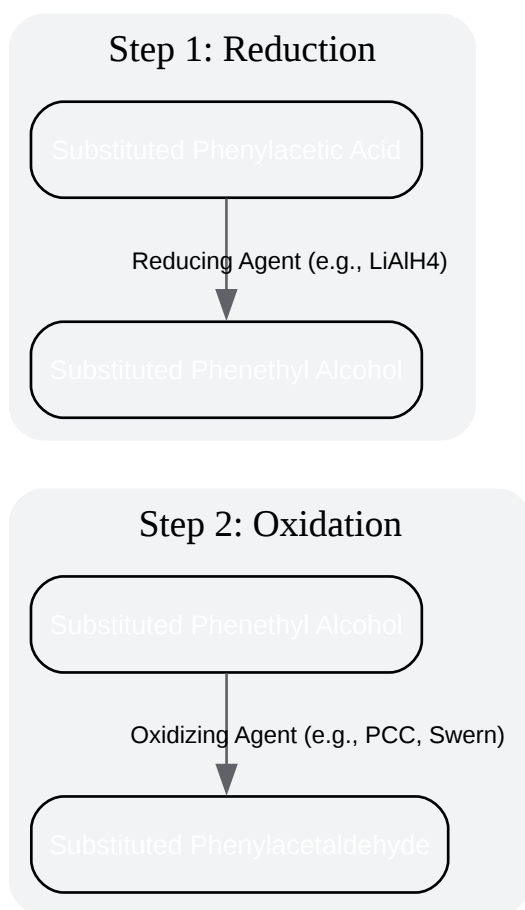 Step 1: Reduction
Substituted Phenylacetic Acid
Reducing Agent (e.g., LiAlH4)
Substituted Phenethyl Alcohol
Step 2: Oxidation
Substituted Phenethyl Alcohol
Oxidizing Agent (e.g., PCC, Swern)
Substituted Phenylacetaldehyde